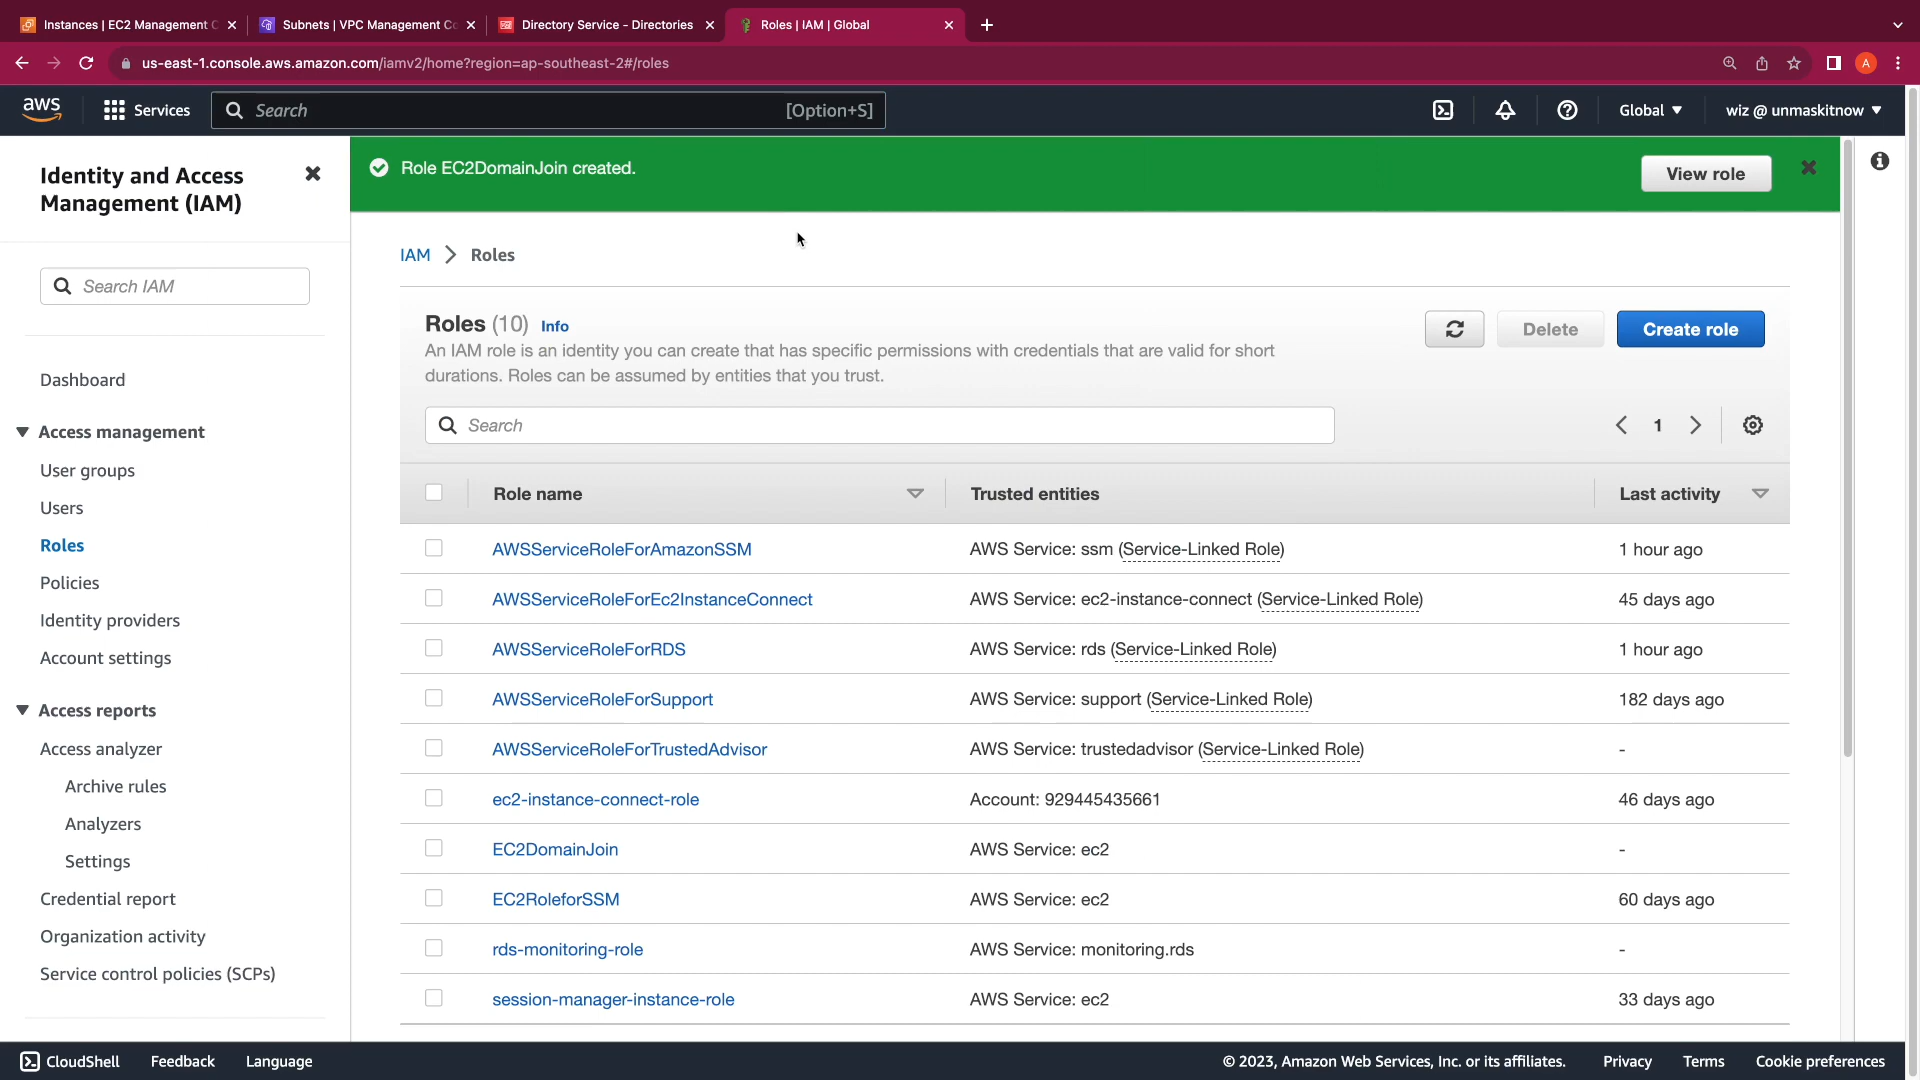 Instances | EC2 Management C
Subnets | VPC Management Co
Directory Service - Directories
Roles | IAM | Global
us-east-1.console.aws.amazon.com/iamv2/home?region=ap-southeast-2#/roles
A
aws
Services
Search
[Option+S]
Global
wiz @ unmaskitnow
Identity and Access
Management (IAM)
Search IAM
Dashboard
Access management
User groups
Users
Roles
Policies
Identity providers
Account settings
Access reports
Access analyzer
Archive rules
Analyzers
Settings
Credential report
Organization activity
Service control policies (SCPs)
Role EC2DomainJoin created.
View role
IAM > Roles
Roles (10) Info
An IAM role is an identity you can create that has specific permissions with credentials that are valid for short
durations. Roles can be assumed by entities that you trust.
Delete
Create role
Search
1
Role name Trusted entities Last activity
AWSServiceRoleForAmazonSSM AWS Service: ssm (Service-Linked Role) 1 hour ago
AWSServiceRoleForEc2InstanceConnect AWS Service: ec2-instance-connect (Service-Linked Role) 45 days ago
AWSServiceRoleForRDS AWS Service: rds (Service-Linked Role) 1 hour ago
AWSServiceRoleForSupport AWS Service: support (Service-Linked Role) 182 days ago
AWSServiceRoleForTrustedAdvisor AWS Service: trustedadvisor (Service-Linked Role) -
ec2-instance-connect-role Account: 929445435661 46 days ago
EC2DomainJoin AWS Service: ec2 -
EC2RoleforSSM AWS Service: ec2 60 days ago
rds-monitoring-role AWS Service: monitoring.rds -
session-manager-instance-role AWS Service: ec2 33 days ago
CloudShell Feedback Language
© 2023, Amazon Web Services, Inc. or its affiliates. Privacy Terms Cookie preferences